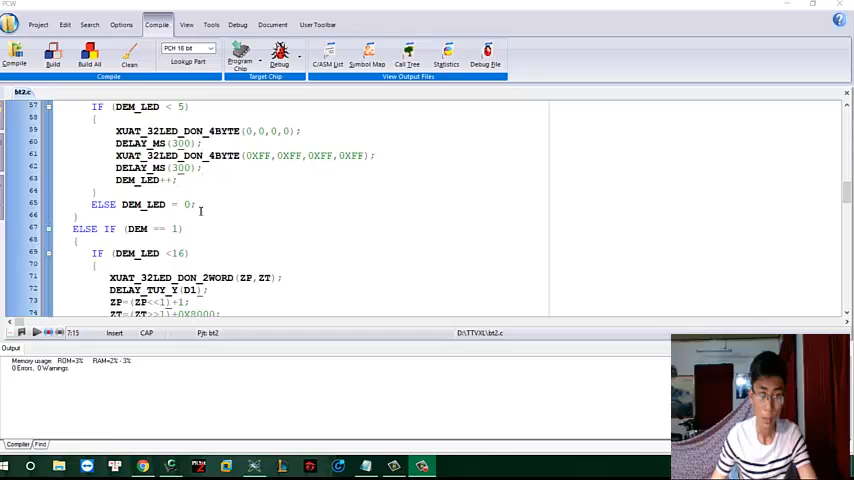 PCW
Project Edit Search Options Compile View Tools Debug Document User Toolbar
Compile Build Build All Clean PCH 16 bit Lookup Part Program Chip Debug C/ASM List Symbol Map Call Tree Statistics Debug File
Compile Target Chip View Output Files
bt2.c
57 IF (DEM_LED < 5)
58 {
59 XUAT_32LED_DON_4BYTE(0,0,0,0);
60 DELAY_MS(300);
61 XUAT_32LED_DON_4BYTE(0XFF,0XFF,0XFF,0XFF);
62 DELAY_MS(300);
63 DEM_LED++;
64 }
65 ELSE DEM_LED = 0;
66 }
67 ELSE IF (DEM == 1)
68 {
69 IF (DEM_LED <16)
70 {
71 XUAT_32LED_DON_2WORD(ZP,ZT);
72 DELAY_TUY_Y(D1);
73 ZP=(ZP<<1)+1;
74 ZT=(ZT>>1)+0X8000;
7:15 Insert CAP Pjt: bt2 D:\TTVXL\bt2.c
Output
Memory usage: ROM=3% RAM=2% - 3%
0 Errors, 0 Warnings.
Compiler Find